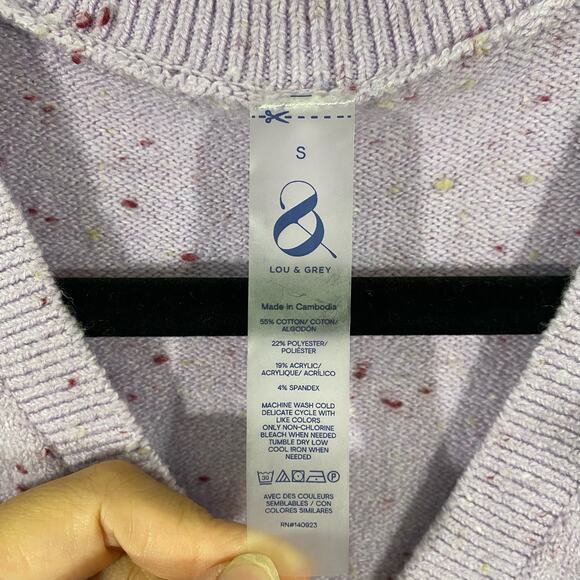 S
&
LOU & GREY
Made in Cambodia
55% COTTON/ COTON/
ALGODÓN
22% POLYESTER/
POLIÉSTER
19% ACRYLIC/
ACRYLIQUE/ ACRÍLICO
4% SPANDEX
MACHINE WASH COLD
DELICATE CYCLE WITH
LIKE COLORS
ONLY NON-CHLORINE
BLEACH WHEN NEEDED
TUMBLE DRY LOW
COOL IRON WHEN
NEEDED
30 P
AVEC DES COULEURS
SEMBLABLES / CON
COLORES SIMILARES
RN#140923